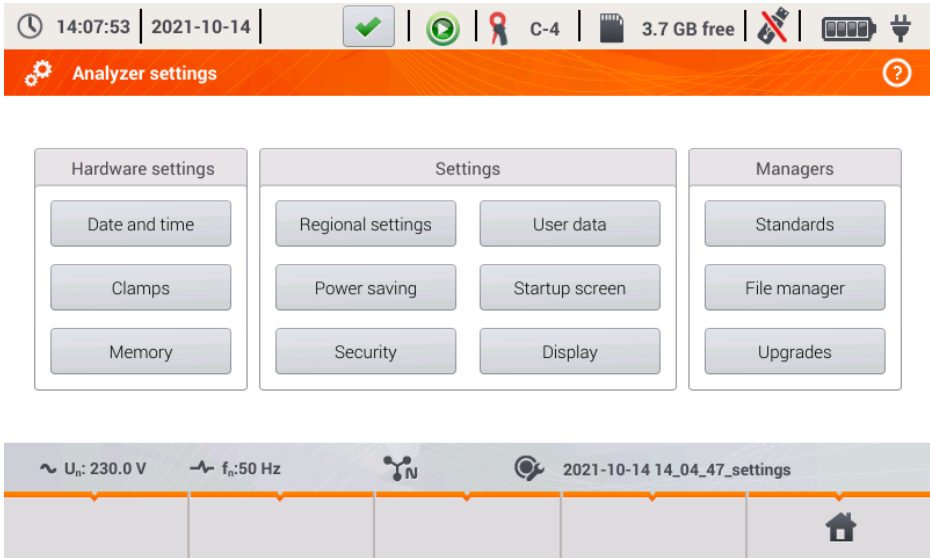 14:07:53 2021-10-14 C-4 3.7 GB free
Analyzer settings ?
Hardware settings Settings Managers
Date and time Regional settings User data Standards
Clamps Power saving Startup screen File manager
Memory Security Display Upgrades
Uₙ: 230.0 V fₙ:50 Hz N 2021-10-14 14_04_47_settings